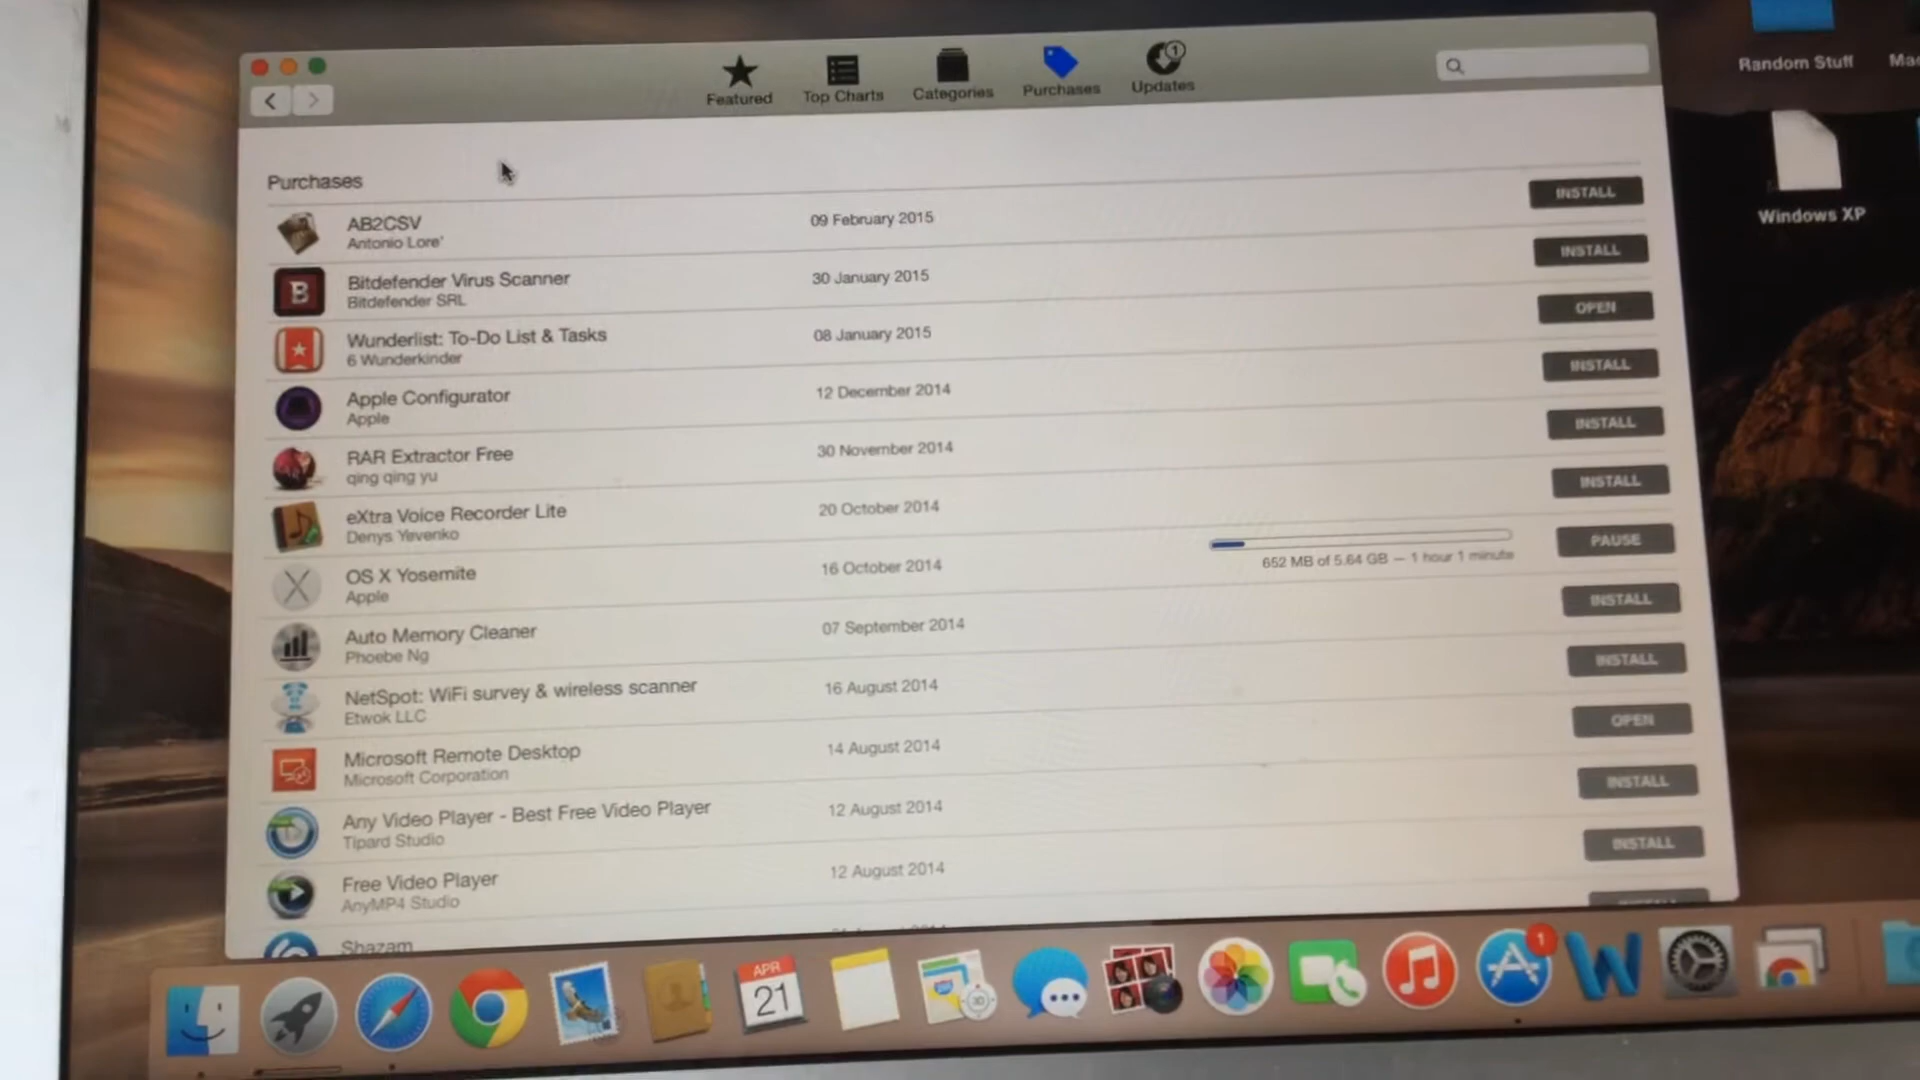 Featured
Top Charts
Categories
Purchases
Updates
1
Random Stuff
Windows XP
Purchases
AB2CSV
Antonio Lore'
09 February 2015
INSTALL
Bitdefender Virus Scanner
Bitdefender SRL
30 January 2015
INSTALL
Wunderlist: To-Do List & Tasks
6 Wunderkinder
08 January 2015
OPEN
Apple Configurator
Apple
12 December 2014
INSTALL
RAR Extractor Free
qing qing yu
30 November 2014
INSTALL
eXtra Voice Recorder Lite
Denys Yevenko
20 October 2014
INSTALL
OS X Yosemite
Apple
16 October 2014
652 MB of 5.64 GB — 1 hour 1 minute
PAUSE
Auto Memory Cleaner
Phoebe Ng
07 September 2014
INSTALL
NetSpot: WiFi survey & wireless scanner
Etwok LLC
16 August 2014
INSTALL
Microsoft Remote Desktop
Microsoft Corporation
14 August 2014
OPEN
Any Video Player - Best Free Video Player
Tipard Studio
12 August 2014
INSTALL
Free Video Player
AnyMP4 Studio
12 August 2014
INSTALL
Shazam
APR
21
1